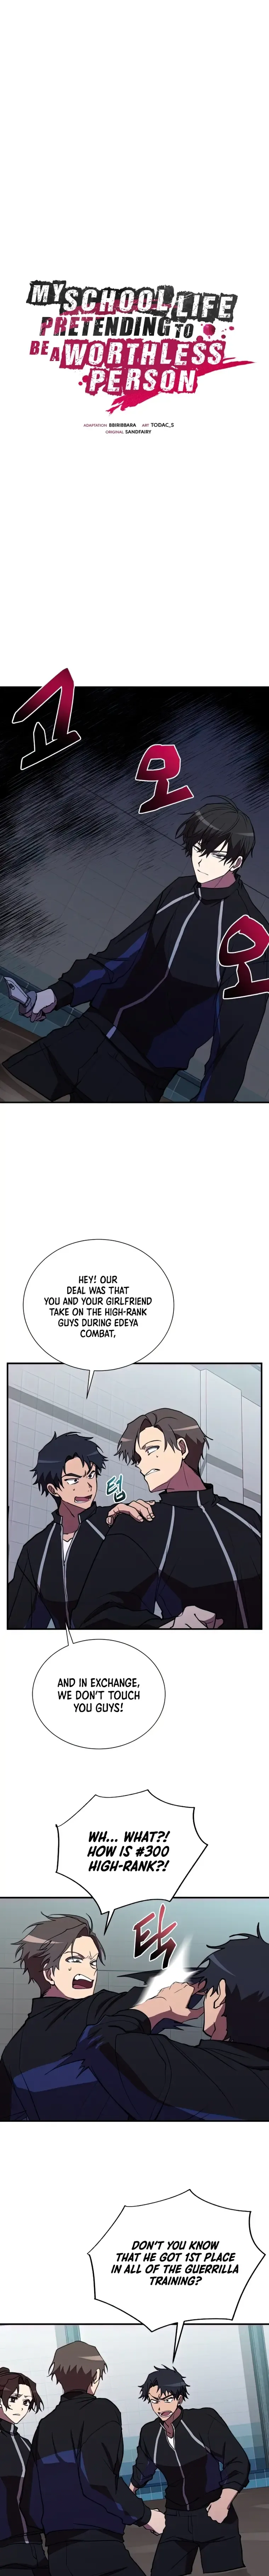 MY SCHOOL LIFE
PRETENDING TO
BE A WORTHLESS
PERSON
ADAPTATION BBIRIBBARA ART TODAC_S
ORIGINAL SANDFAIRY
고
오
오
HEY! OUR
DEAL WAS THAT
YOU AND YOUR GIRLFRIEND
TAKE ON THE HIGH-RANK
GUYS DURING EDEYA
COMBAT,
텁
AND IN EXCHANGE,
WE DON'T TOUCH
YOU GUYS!
WH... WHAT?!
HOW IS #300
HIGH-RANK?!
탁
DON'T YOU KNOW
THAT HE GOT 1ST PLACE
IN ALL OF THE GUERRILLA
TRAINING?